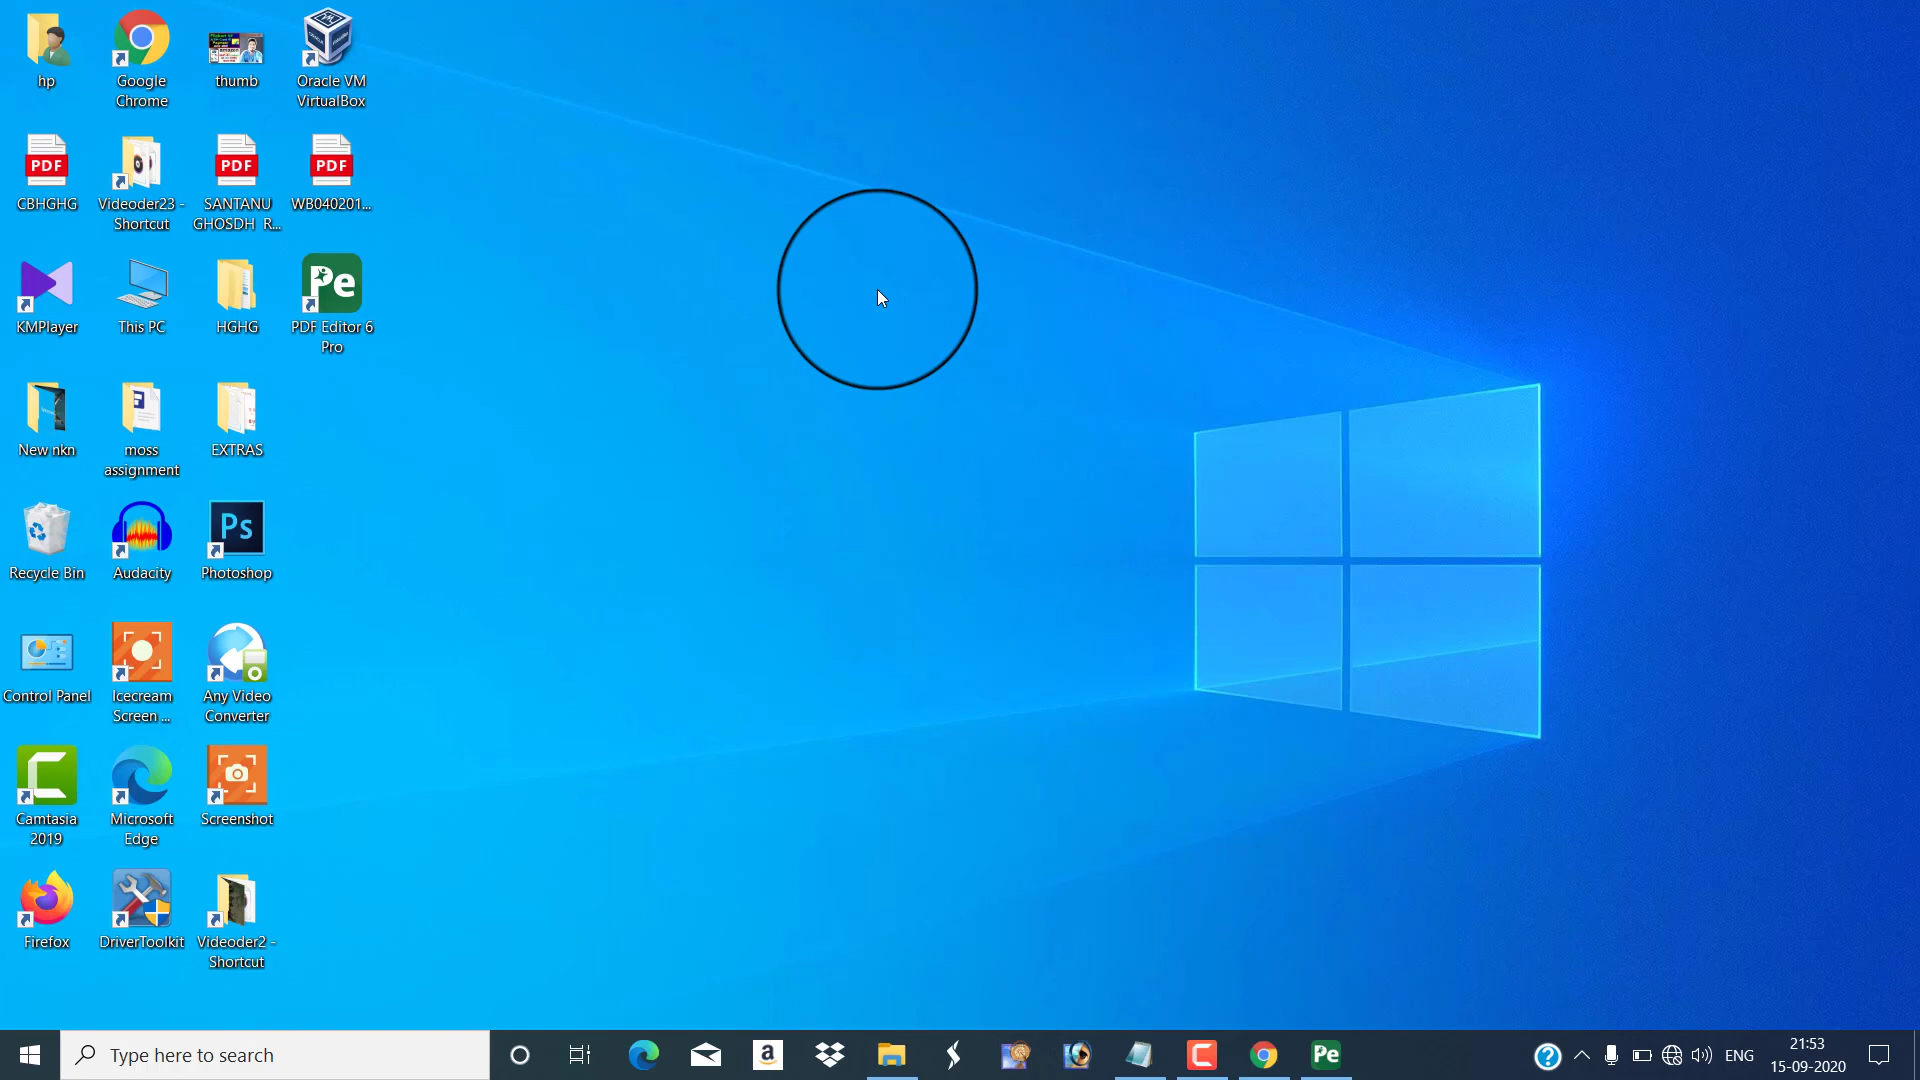 hp
Google
Chrome
thumb
Oracle VM
VirtualBox
PDF
CBHGHG
Videoder23 -
Shortcut
PDF
SANTANU
GHOSDH R...
PDF
WB040201...
KMPlayer
This PC
HGHG
Pe
PDF Editor 6
Pro
New nkn
moss
assignment
EXTRAS
Recycle Bin
Audacity
Ps
Photoshop
Control Panel
Icecream
Screen ...
Any Video
Converter
Camtasia
2019
Microsoft
Edge
Screenshot
Firefox
DriverToolkit
Videoder2 -
Shortcut
Type here to search
a
Pe
ENG
21:53
15-09-2020